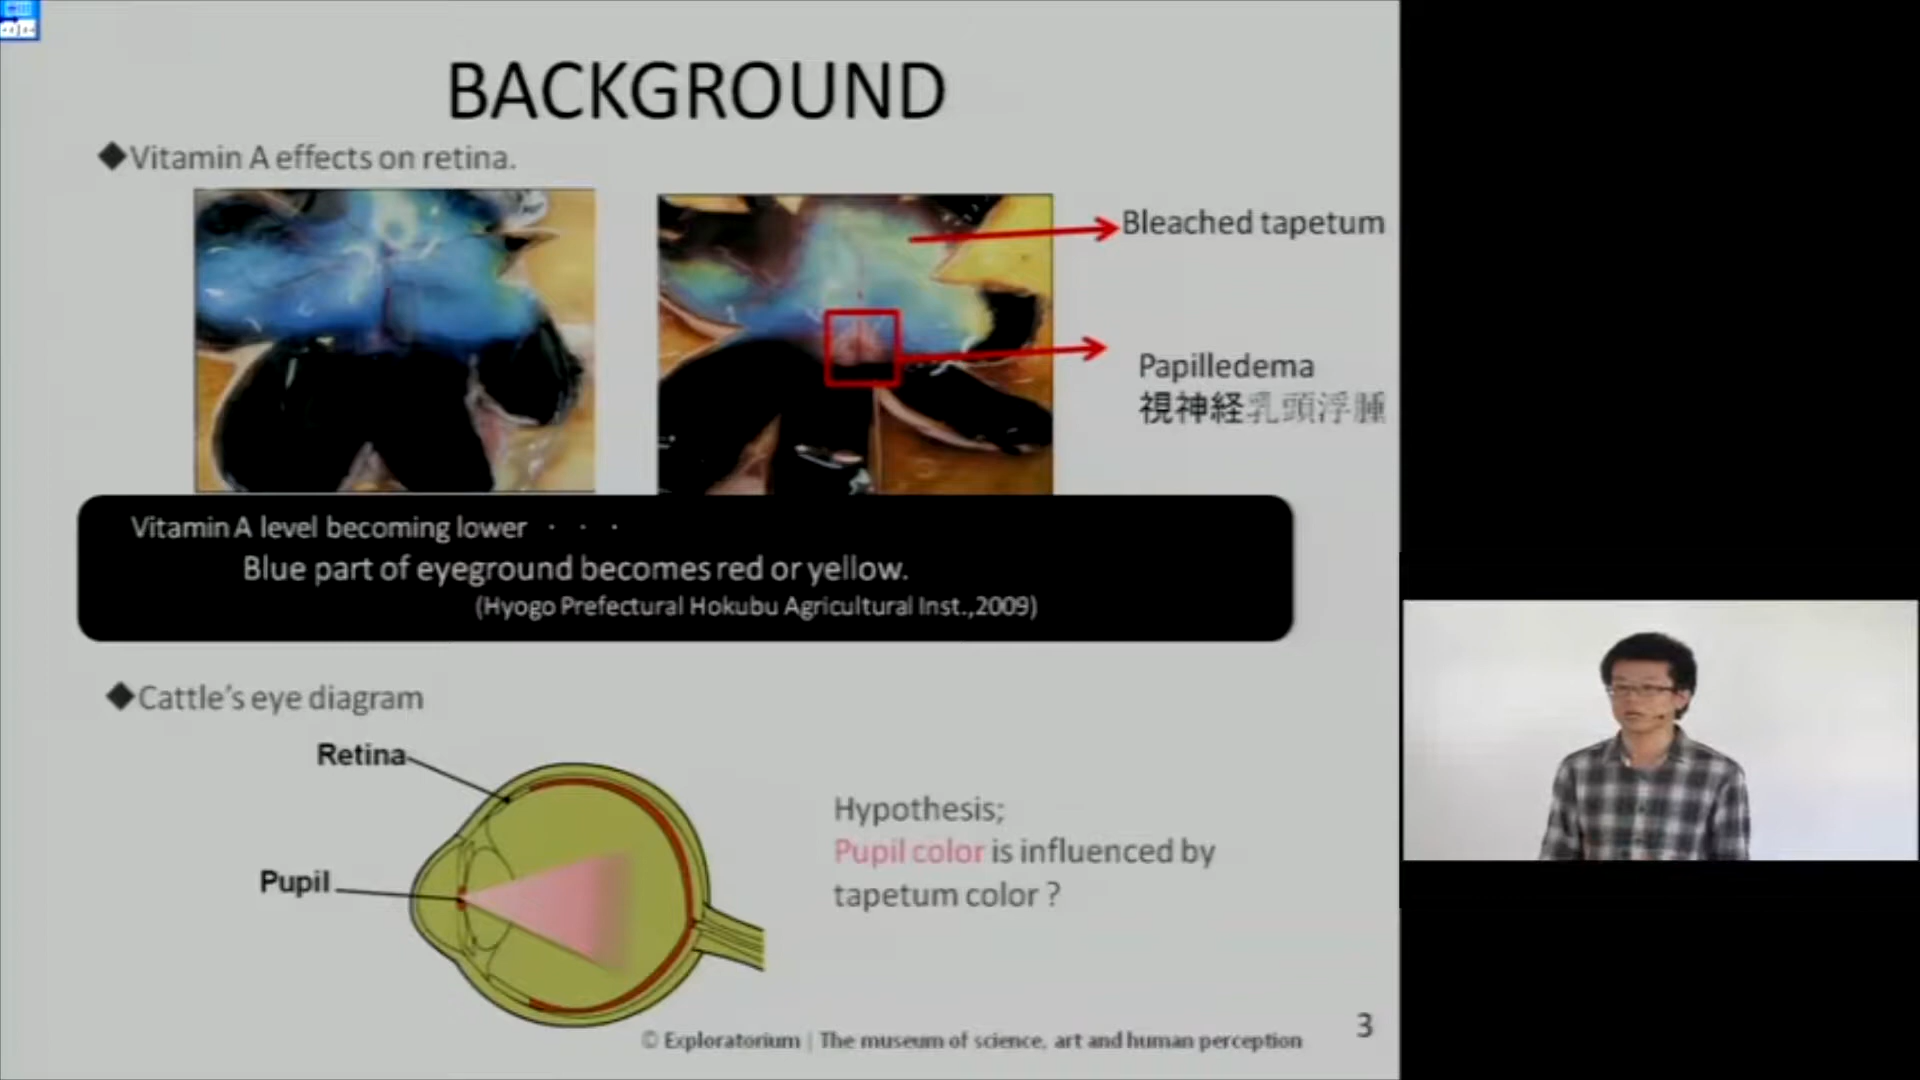 BACKGROUND
◆Vitamin A effects on retina.
Bleached tapetum
Papilledema
視神経乳頭浮腫
Vitamin A level becoming lower ・・・
Blue part of eyeground becomes red or yellow.
(Hyogo Prefectural Hokubu Agricultural Inst.,2009)
◆Cattle's eye diagram
Retina
Pupil
Hypothesis;
Pupil color is influenced by
tapetum color ?
© Exploratorium | The museum of science, art and human perception
3